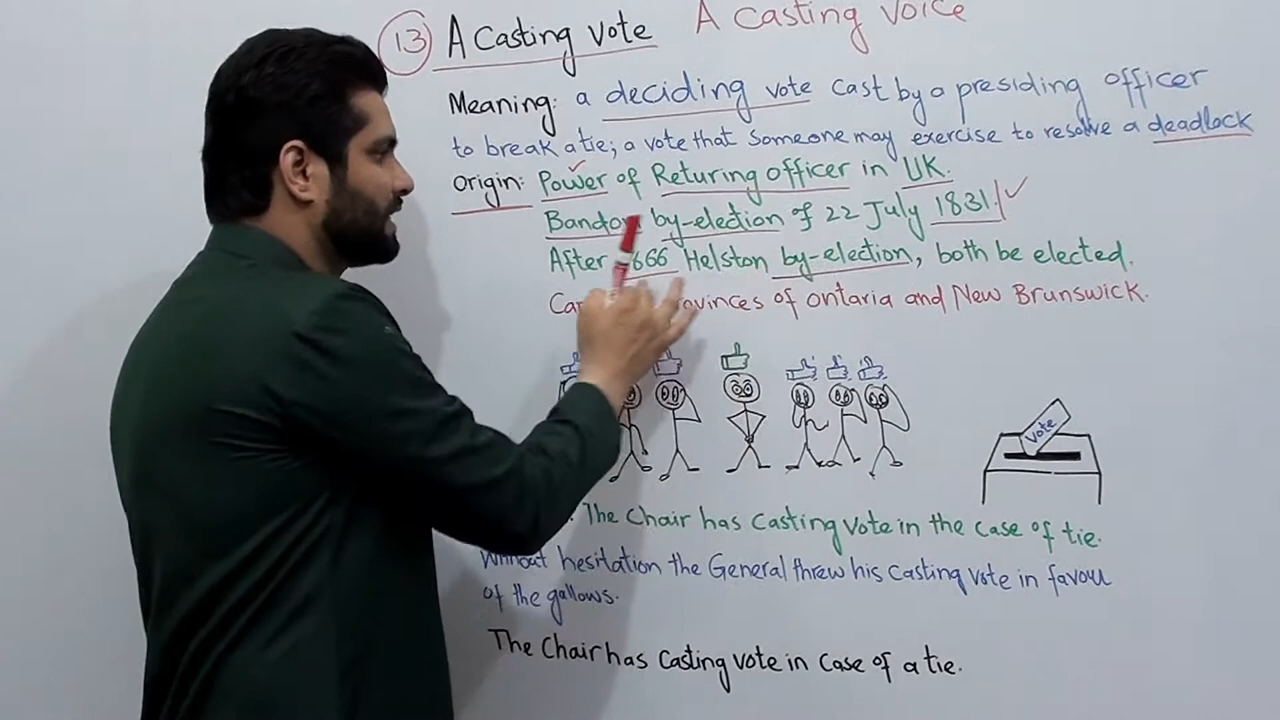 13 A Casting vote A Casting Voice
Meaning: a deciding vote cast by a presiding officer
to break a tie; a vote that someone may exercise to resolve a deadlock
Origin: Power of Returing officer in UK.
by-election of 22 July 1831
After Helston by-election, both be elected.
of ontaria and New Brunswick.
vote
The Chair has Casting vote in the case of tie.
Without hesitation the General threw his Casting vote in favou
of the gallows.
The Chair has casting vote in case of a tie.